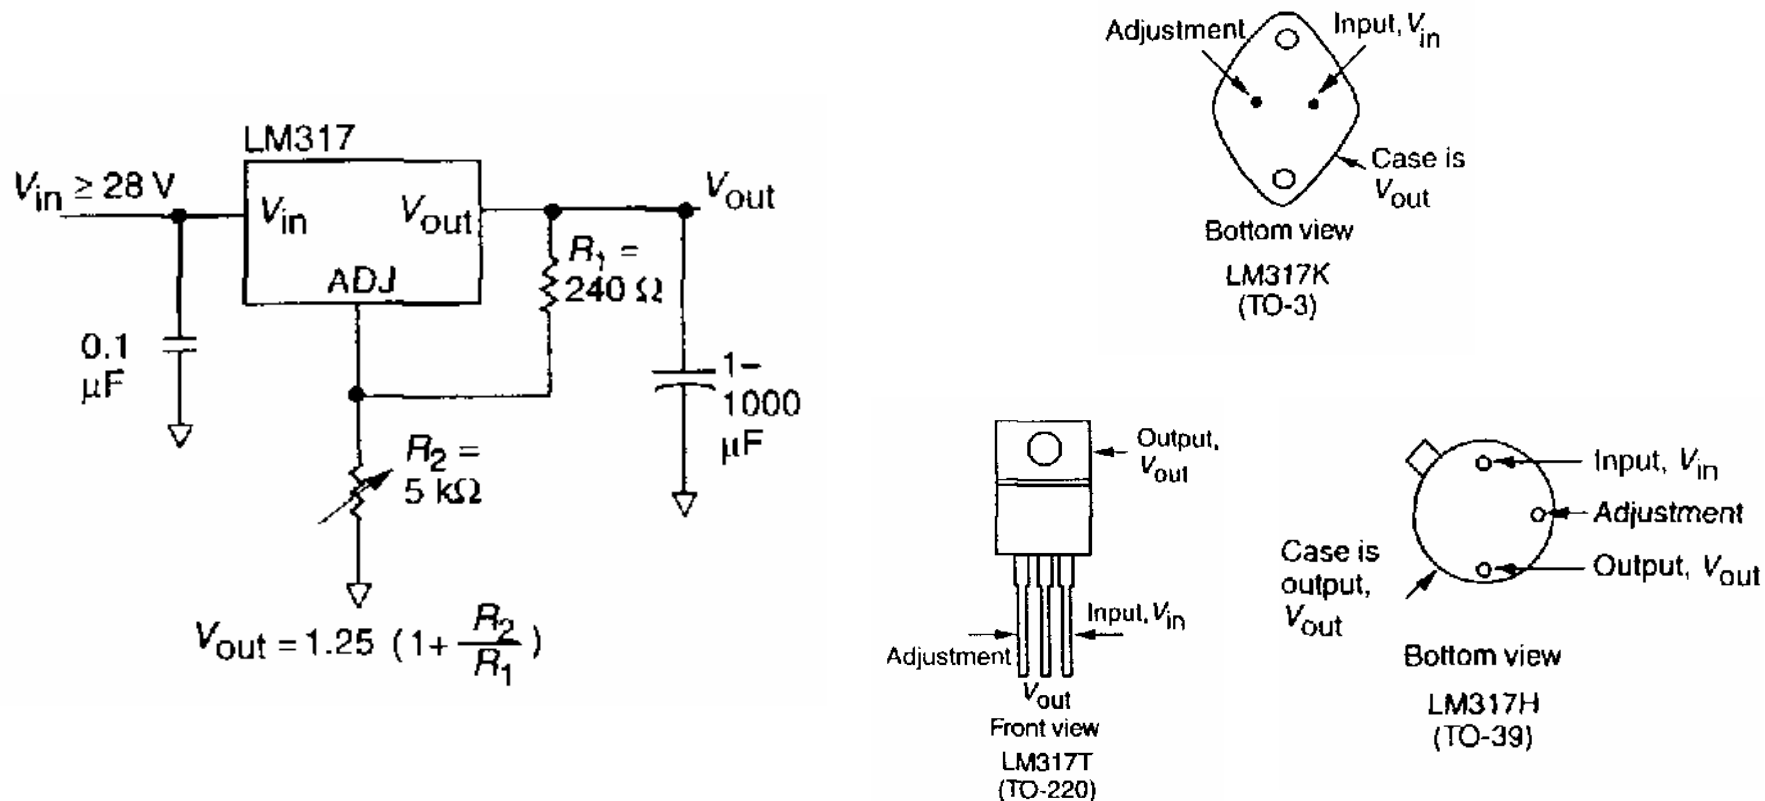 LM317
Vin ≥ 28 V
Vin
Vout
ADJ
Vout
R1 =
240 Ω
0.1
μF
1–
1000
μF
R2 =
5 kΩ
Vout = 1.25 (1+ R2/R1)
Adjustment
Input, Vin
Case is
Vout
Bottom view
LM317K
(TO-3)
Output,
Vout
Input, Vin
Adjustment
Vout
Front view
LM317T
(TO-220)
Input, Vin
Adjustment
Output, Vout
Case is
output,
Vout
Bottom view
LM317H
(TO-39)